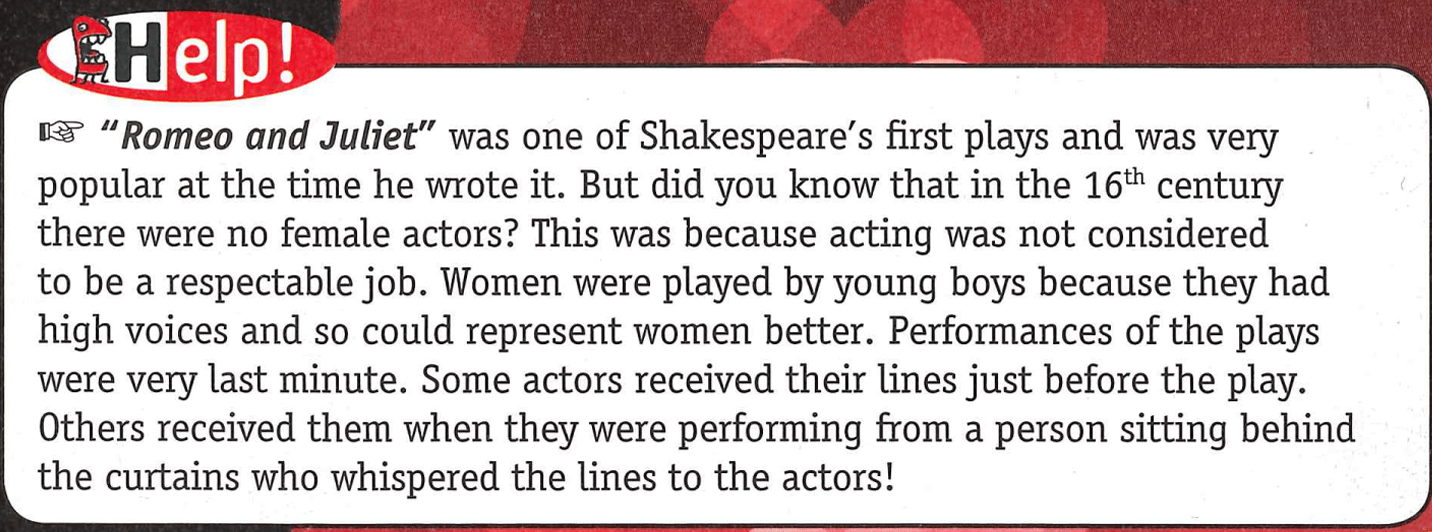 Help!
☞ "Romeo and Juliet" was one of Shakespeare's first plays and was very
popular at the time he wrote it. But did you know that in the 16th century
there were no female actors? This was because acting was not considered
to be a respectable job. Women were played by young boys because they had
high voices and so could represent women better. Performances of the plays
were very last minute. Some actors received their lines just before the play.
Others received them when they were performing from a person sitting behind
the curtains who whispered the lines to the actors!